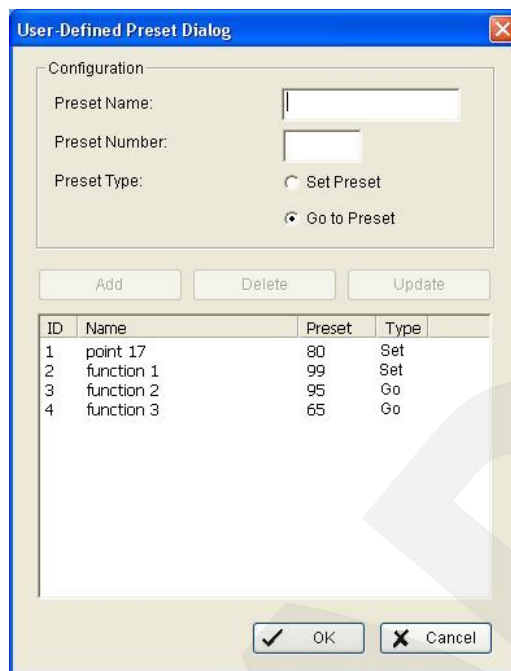 User-Defined Preset Dialog
Configuration
Preset Name:
Preset Number:
Preset Type:
Set Preset
Go to Preset
Add Delete Update
ID Name Preset Type
1 point 17 80 Set
2 function 1 99 Set
3 function 2 95 Go
4 function 3 65 Go
OK Cancel